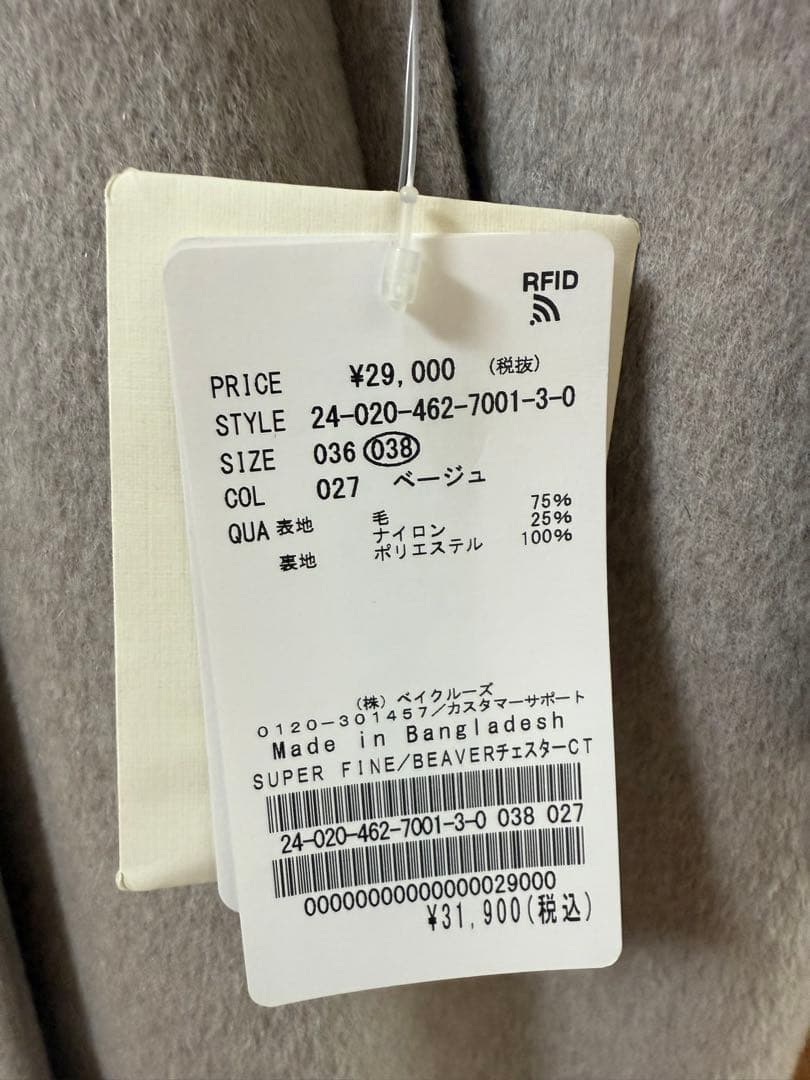 RFID
PRICE ¥29,000 (税抜)
STYLE 24-020-462-7001-3-0
SIZE 036 038
COL 027 ベージュ
QUA 表地 毛 75%
ナイロン 25%
裏地 ポリエステル 100%
(株) ベイクルーズ
0120-301457/カスタマーサポート
Made in Bangladesh
SUPER FINE/BEAVERチェスターCT
24-020-462-7001-3-0 038 027
00000000000000029000
¥31,900(税込)